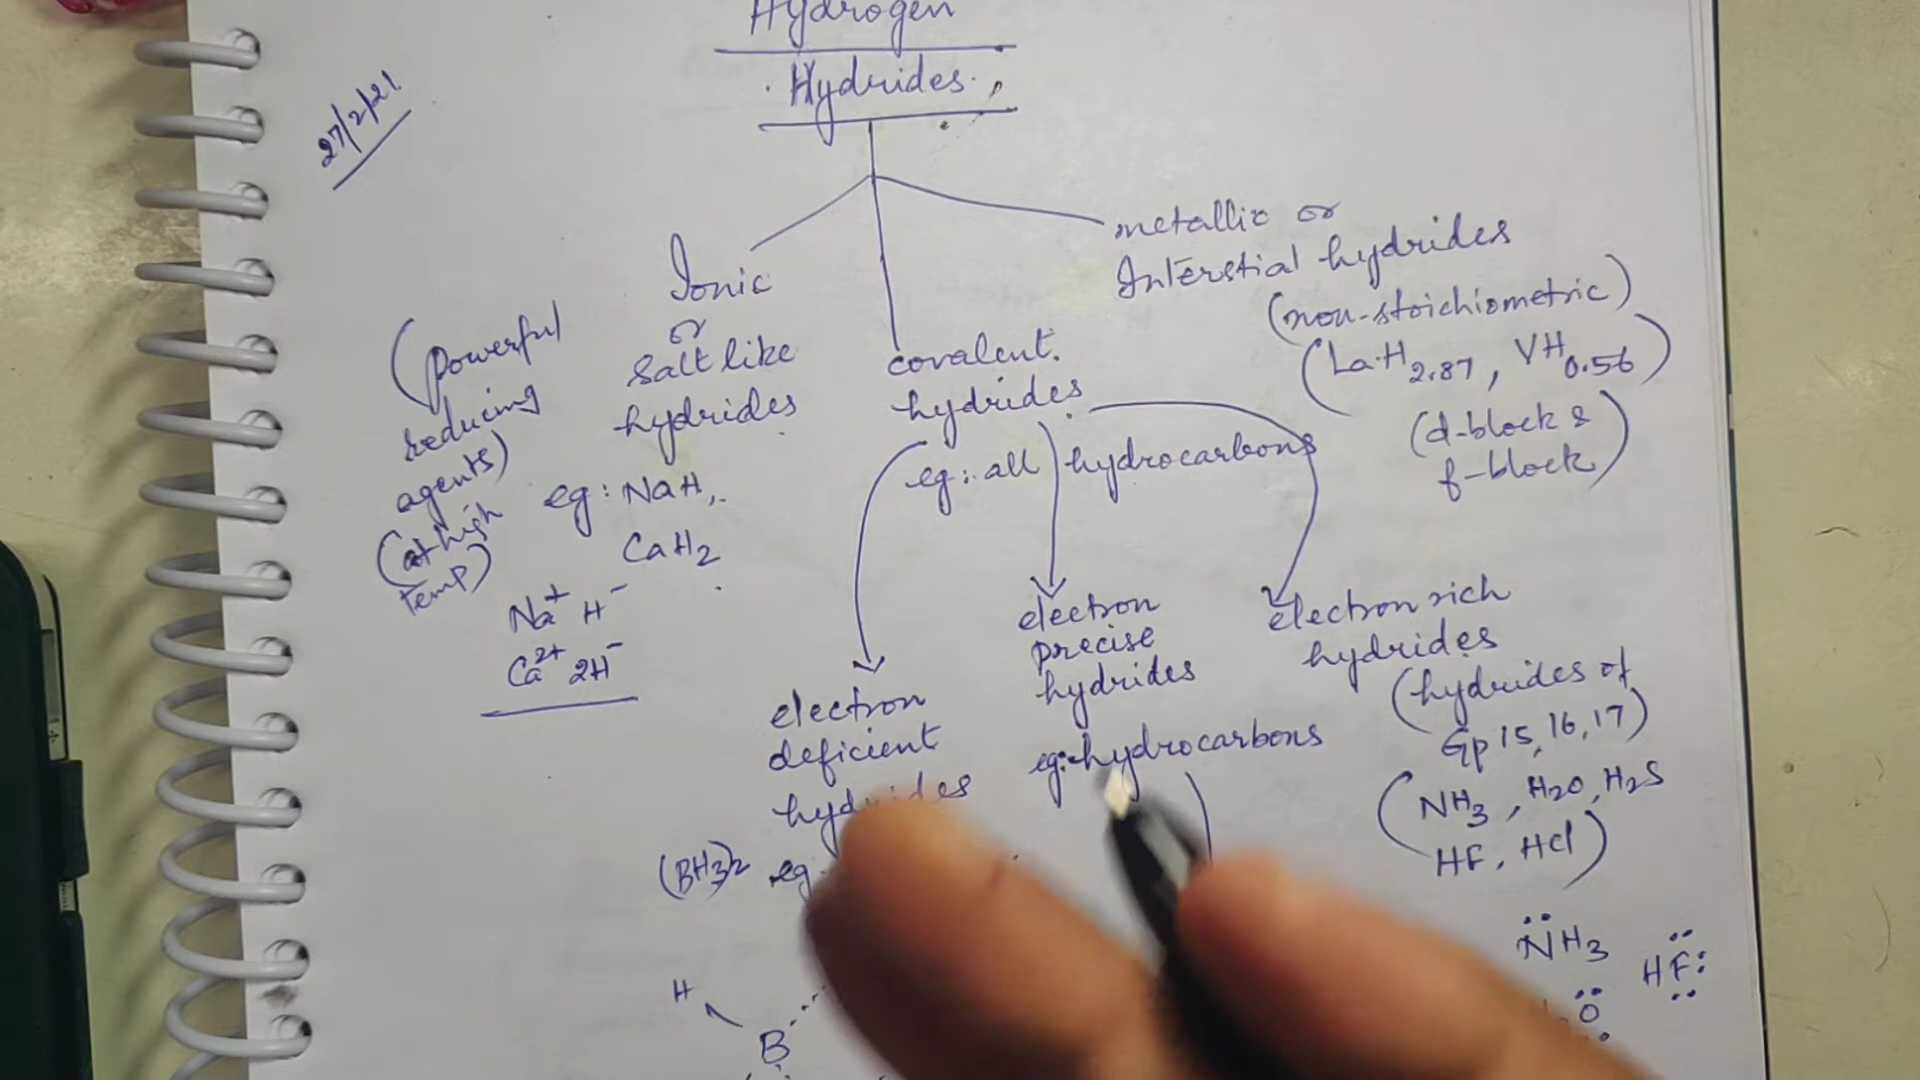 Hydrogen
Hydrides
27/2/21
Ionic
or
salt like
hydrides
eg: NaH,
CaH2
Na+ H-
Ca2+ 2H-
(powerful
reducing
agents)
(at high
temp)
covalent
hydrides
eg: all hydrocarbons
metallic or
Interstial hydrides
(non-stoichiometric)
(LaH2.87, VH0.56)
(d-block &
f-block)
electron
deficient
hydrides
(BH3)2 eg
electron
precise
hydrides
eg: hydrocarbons
electron rich
hydrides
(hydrides of
Gp 15, 16, 17)
(NH3, H2O, H2S
HF, HCl)
NH3
HF
O
H
B